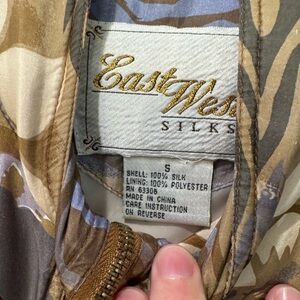 East West
SILKS
S
SHELL: 100% SILK
LINING: 100% POLYESTER
RN 63308
MADE IN CHINA
CARE INSTRUCTION
ON REVERSE